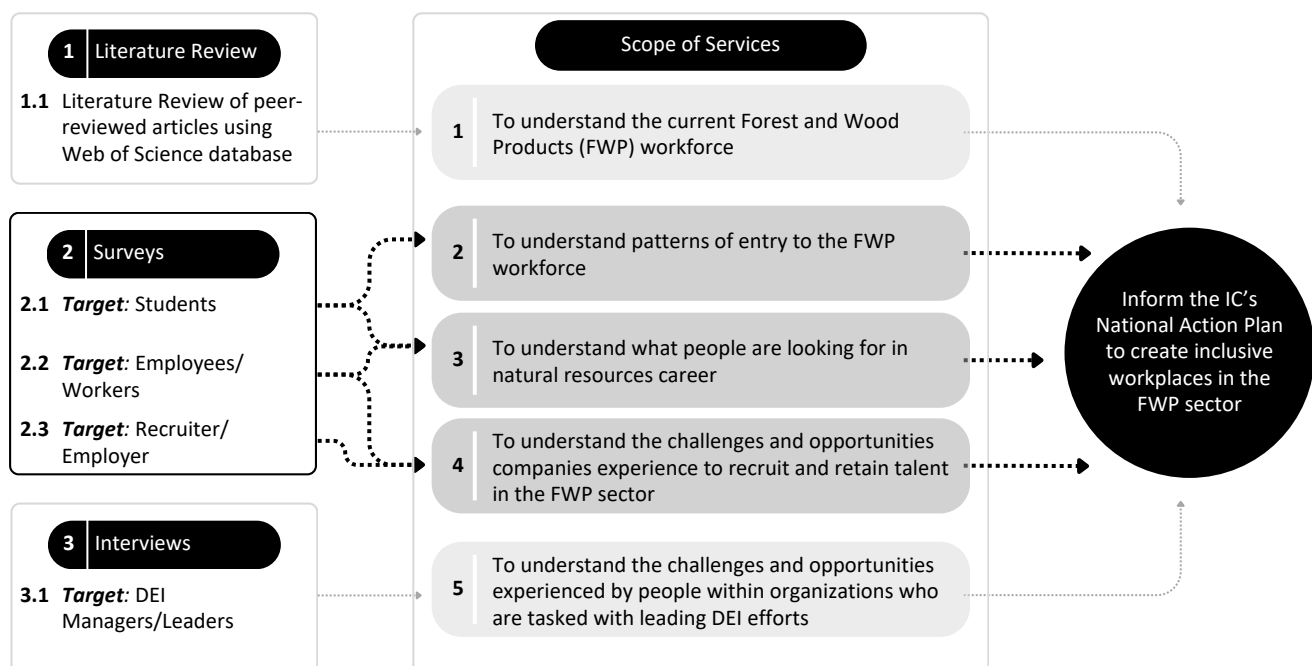 1 Literature Review
1.1 Literature Review of peer-
reviewed articles using
Web of Science database
2 Surveys
2.1 Target: Students
2.2 Target: Employees/
Workers
2.3 Target: Recruiter/
Employer
3 Interviews
3.1 Target: DEI
Managers/Leaders
Scope of Services
1 To understand the current Forest and Wood
Products (FWP) workforce
2 To understand patterns of entry to the FWP
workforce
3 To understand what people are looking for in
natural resources career
4 To understand the challenges and opportunities
companies experience to recruit and retain talent
in the FWP sector
5 To understand the challenges and opportunities
experienced by people within organizations who
are tasked with leading DEI efforts
Inform the IC’s
National Action Plan
to create inclusive
workplaces in the
FWP sector